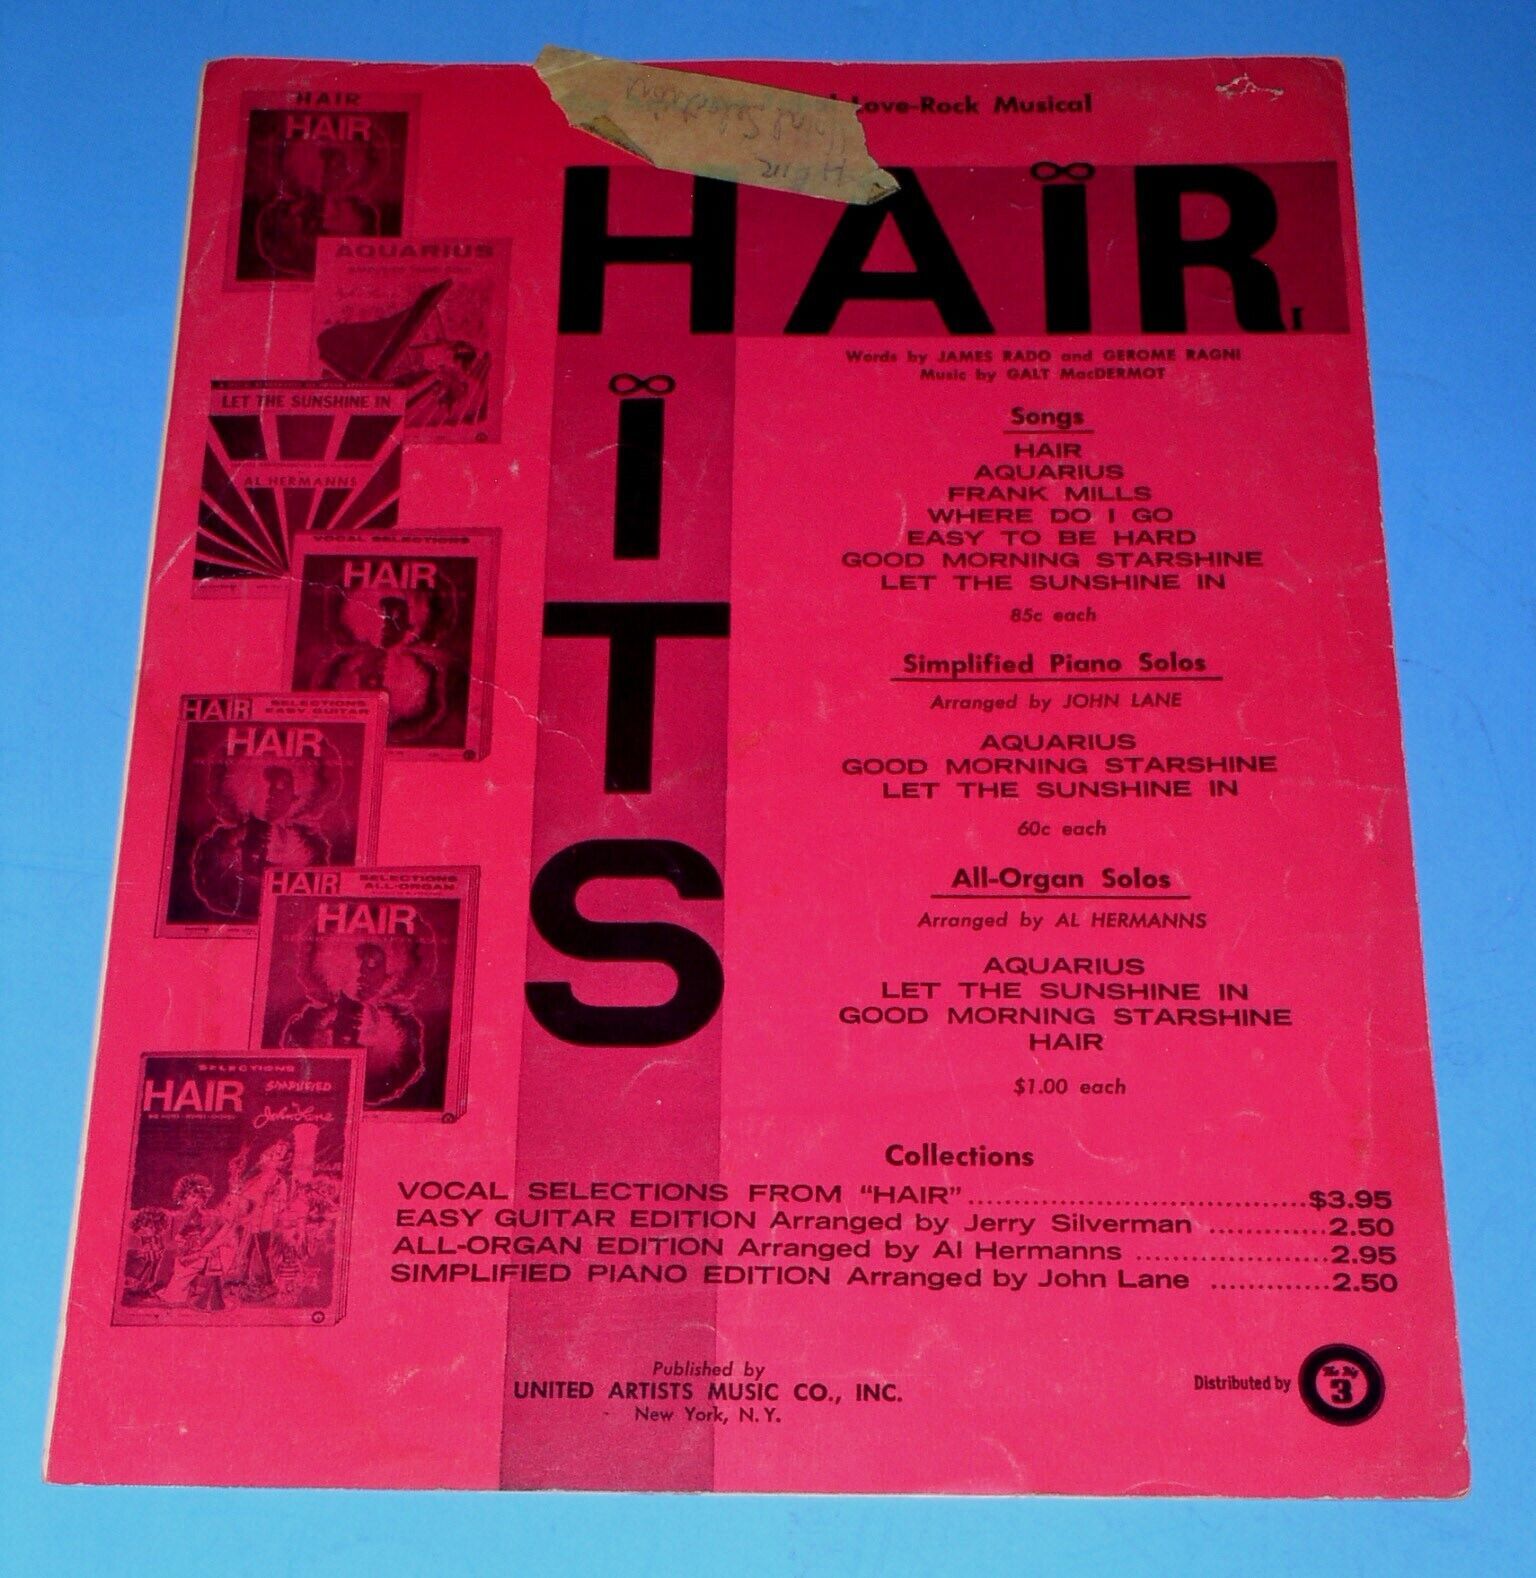 Love-Rock Musical
HAIR
HITS
Words by JAMES RADO and GEROME RAGNI
Music by GALT MacDERMOT
Songs
HAIR
AQUARIUS
FRANK MILLS
WHERE DO I GO
EASY TO BE HARD
GOOD MORNING STARSHINE
LET THE SUNSHINE IN
85c each
Simplified Piano Solos
Arranged by JOHN LANE
AQUARIUS
GOOD MORNING STARSHINE
LET THE SUNSHINE IN
60c each
All-Organ Solos
Arranged by AL HERMANNS
AQUARIUS
LET THE SUNSHINE IN
GOOD MORNING STARSHINE
HAIR
$1.00 each
Collections
VOCAL SELECTIONS FROM “HAIR”....................................$3.95
EASY GUITAR EDITION Arranged by Jerry Silverman ............2.50
ALL-ORGAN EDITION Arranged by Al Hermanns ....................2.95
SIMPLIFIED PIANO EDITION Arranged by John Lane ............2.50
Published by
UNITED ARTISTS MUSIC CO., INC.
New York, N.Y.
Distributed by The Big 3
HAIR
HAIR
AQUARIUS
LET THE SUNSHINE IN
AL HERMANNS
VOCAL SELECTIONS
HAIR
HAIR SELECTIONS
EASY GUITAR
HAIR
HAIR SELECTIONS
ALL-ORGAN
HAIR
SELECTIONS
HAIR SIMPLIFIED
John Lane